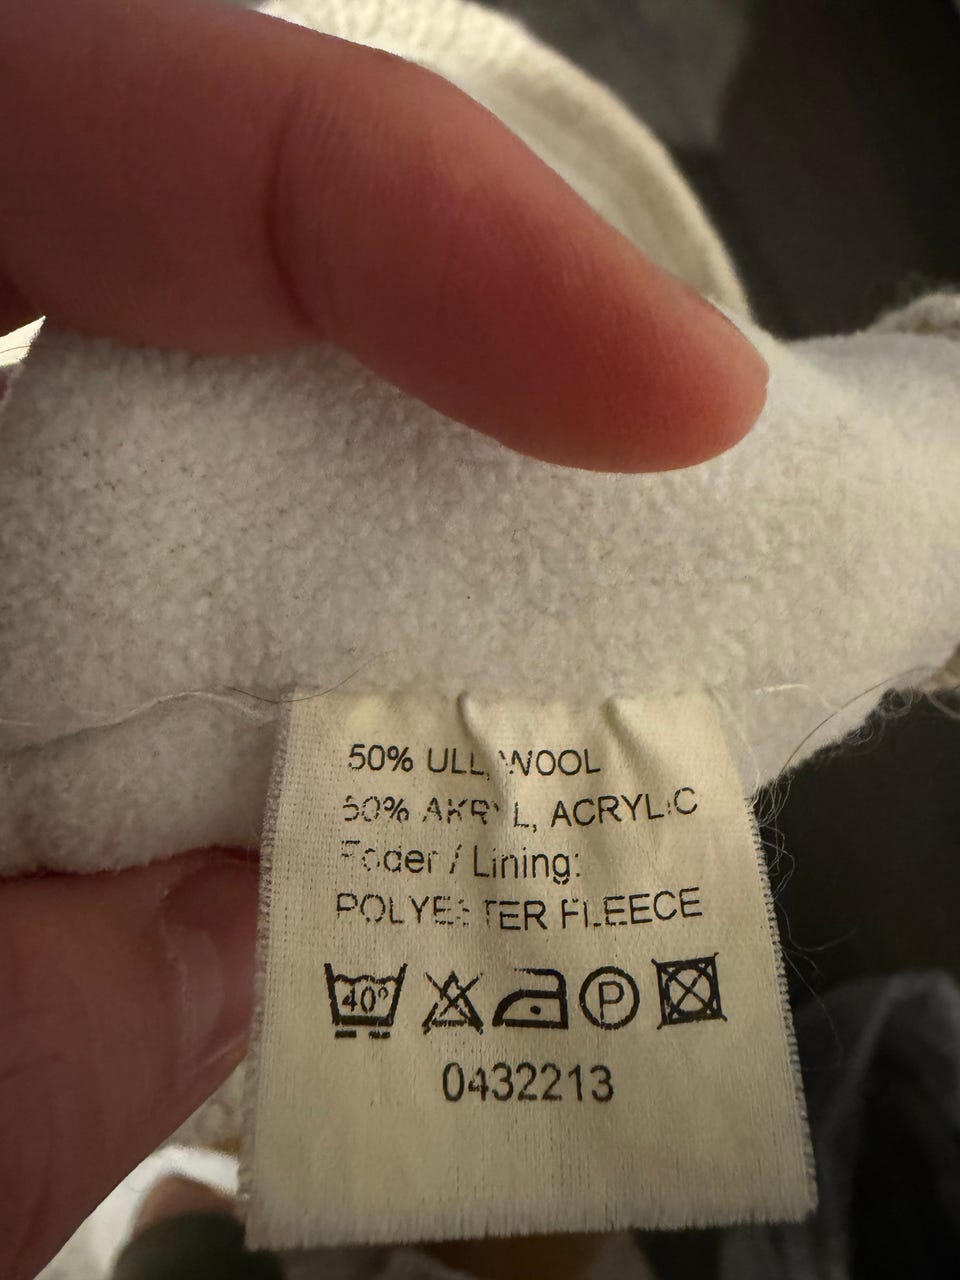 50% ULL, WOOL
50% AKRYL, ACRYLIC
Foder / Lining:
POLYESTER FLEECE
40°
P
0432213